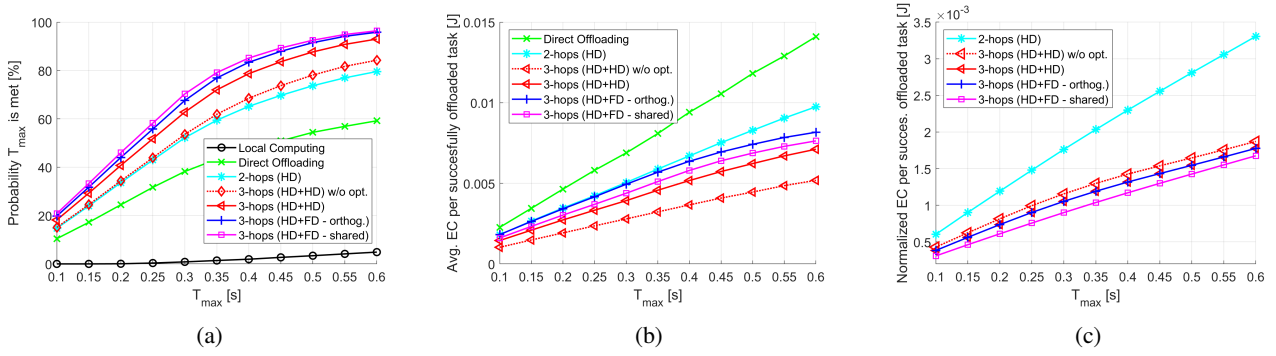 100
80
60
40
20
0
0.1 0.15 0.2 0.25 0.3 0.35 0.4 0.45 0.5 0.55 0.6
T_max [s]
Probability T_max is met [%]
Local Computing
Direct Offloading
2-hops (HD)
3-hops (HD+HD) w/o opt.
3-hops (HD+HD)
3-hops (HD+FD - orthog.)
3-hops (HD+FD - shared)
(a)
0.015
0.01
0.005
0
0.1 0.15 0.2 0.25 0.3 0.35 0.4 0.45 0.5 0.55 0.6
T_max [s]
Avg. EC per succesfully offloaded task [J]
Direct Offloading
2-hops (HD)
3-hops (HD+HD) w/o opt.
3-hops (HD+HD)
3-hops (HD+FD - orthog.)
3-hops (HD+FD - shared)
(b)
×10⁻³
3.5
3
2.5
2
1.5
1
0.5
0.1 0.15 0.2 0.25 0.3 0.35 0.4 0.45 0.5 0.55 0.6
T_max [s]
Normalized EC per succes. offloaded task [J]
2-hops (HD)
3-hops (HD+HD) w/o opt.
3-hops (HD+HD)
3-hops (HD+FD - orthog.)
3-hops (HD+FD - shared)
(c)